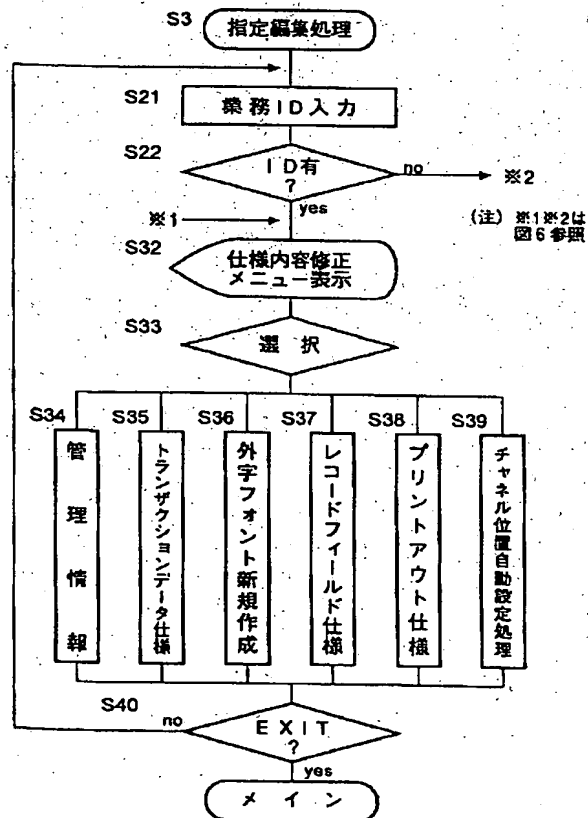 S3
指定編集処理
S21
業務ID入力
S22
ID有
?
no
※2
yes
※1
(注) ※1※2は
図6参照
S32
仕様内容修正
メニュー表示
S33
選択
S34
S35
S36
S37
S38
S39
管理情報
トランザクションデータ仕様
外字フォント新規作成
レコードフィールド仕様
プリントアウト仕様
チャネル位置自動設定処理
S40
no
EXIT
?
yes
メイン